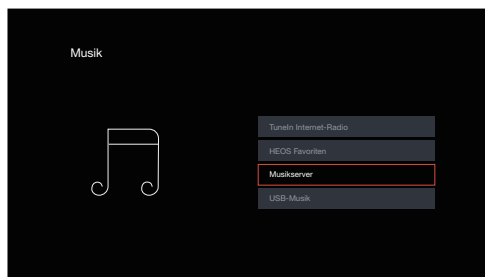 Musik
TuneIn Internet-Radio
HEOS Favoriten
Musikserver
USB-Musik